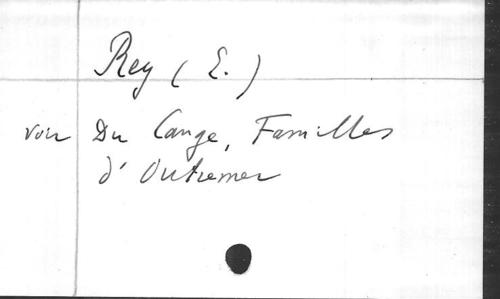 Rey (E.)
voir Du Cange, Familles
d'Outremer